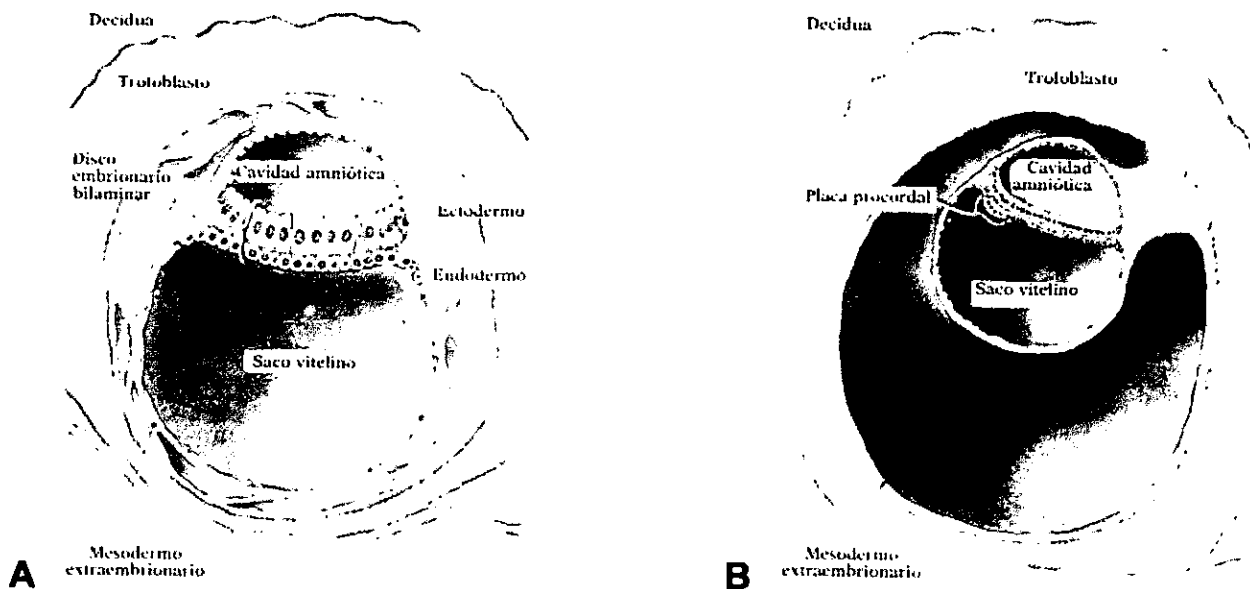 Decidua
Trofoblasto
Disco
embrionario
bilaminar
Cavidad amniótica
Ectodermo
Endodermo
Saco vitelino
Mesodermo
extraembrionario
A
Decidua
Trofoblasto
Cavidad
amniótica
Placa procordal
Saco vitelino
Mesodermo
extraembrionario
B